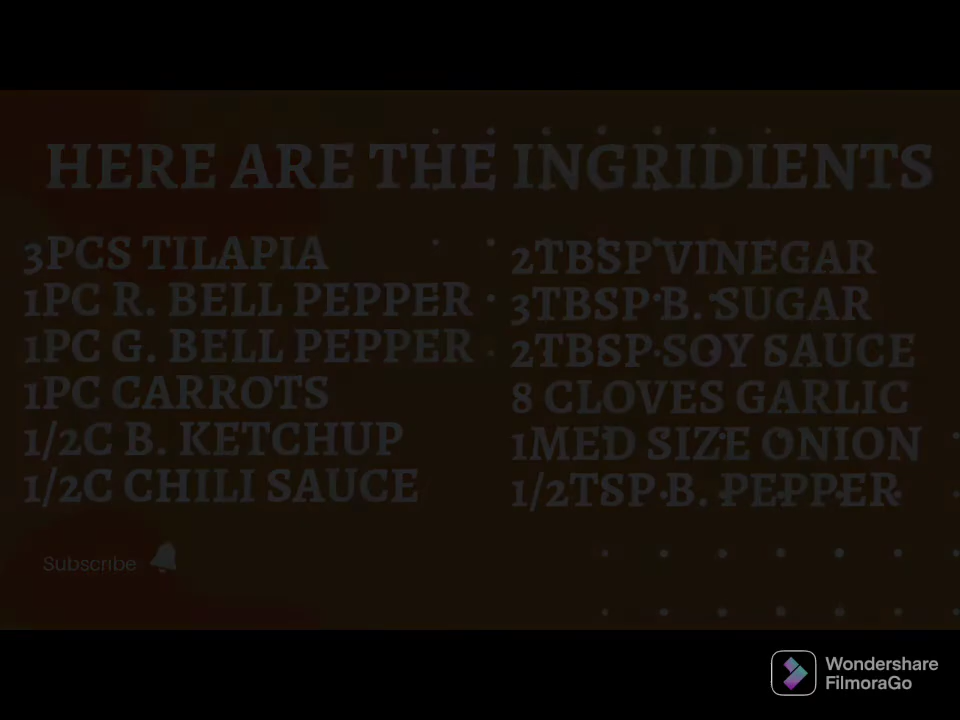 HERE ARE THE INGRIDIENTS
3PCS TILAPIA
1PC R. BELL PEPPER
1PC G. BELL PEPPER
1PC CARROTS
1/2C B. KETCHUP
1/2C CHILI SAUCE
2TBSP VINEGAR
3TBSP B. SUGAR
2TBSP SOY SAUCE
8 CLOVES GARLIC
1MED SIZE ONION
1/2TSP B. PEPPER
Subscribe
Wondershare
FilmoraGo